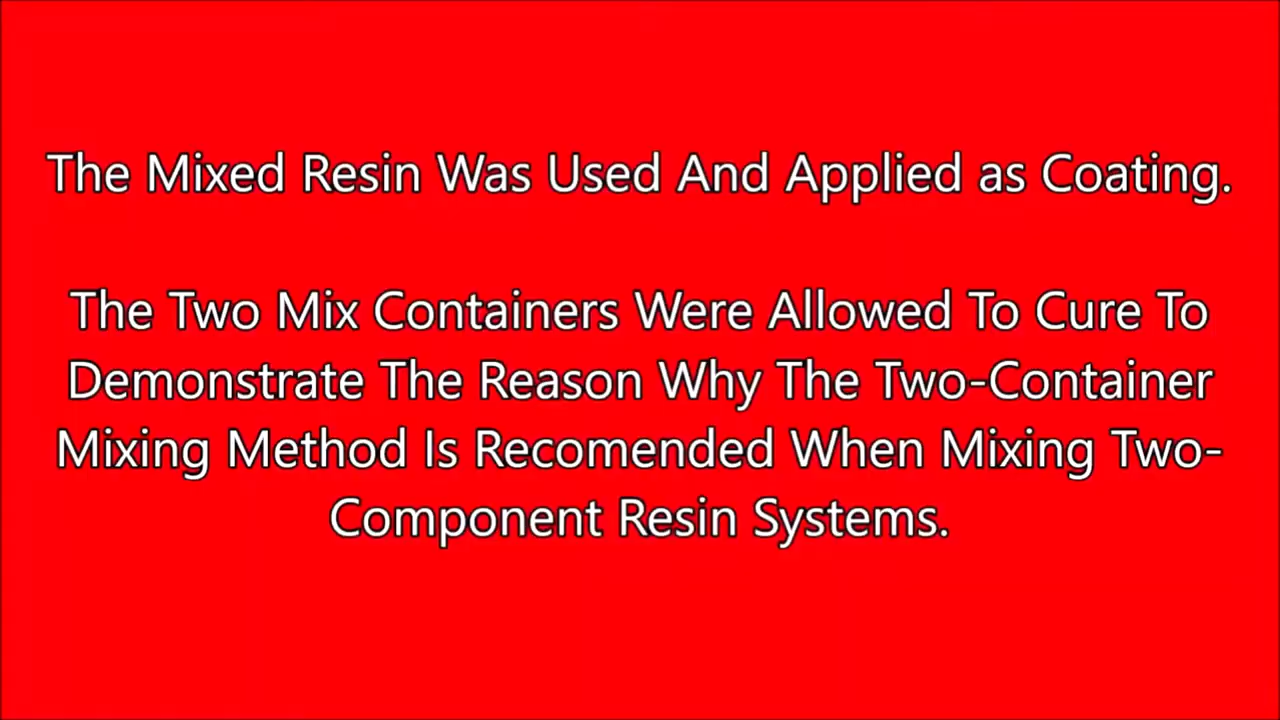 The Mixed Resin Was Used And Applied as Coating.
The Two Mix Containers Were Allowed To Cure To
Demonstrate The Reason Why The Two-Container
Mixing Method Is Recomended When Mixing Two-
Component Resin Systems.